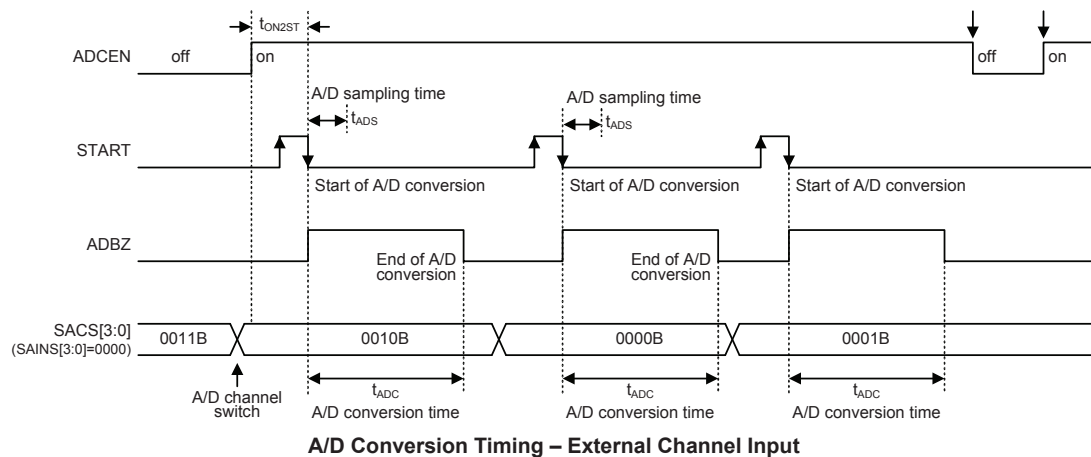 tON2ST
ADCEN
off
on
off
on
A/D sampling time
tADS
A/D sampling time
tADS
START
Start of A/D conversion
Start of A/D conversion
Start of A/D conversion
ADBZ
End of A/D
conversion
End of A/D
conversion
SACS[3:0]
(SAINS[3:0]=0000)
0011B
0010B
0000B
0001B
A/D channel
switch
tADC
A/D conversion time
tADC
A/D conversion time
tADC
A/D conversion time
A/D Conversion Timing – External Channel Input